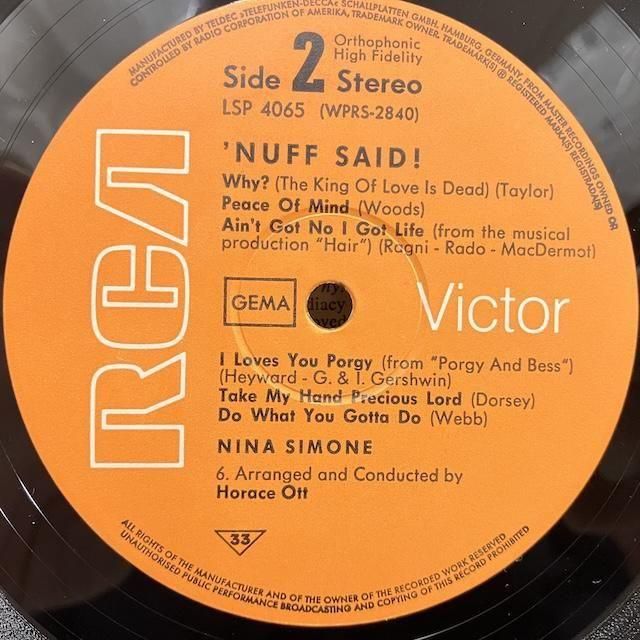 MANUFACTURED BY TELDEC »TELEFUNKEN-DECCA« SCHALLPLATTEN GMBH, HAMBURG, GERMANY, FROM MASTER RECORDINGS OWNED OR
CONTROLLED BY RADIO CORPORATION OF AMERICA, TRADEMARK OWNER. TRADEMARK(S) ® REGISTERED MARKA(S) REGISTRADA(S)
Orthophonic
High Fidelity
Side 2 Stereo
LSP 4065 (WPRS-2840)
'NUFF SAID!
Why? (The King Of Love Is Dead) (Taylor)
Peace Of Mind (Woods)
Ain't Got No I Got Life (from the musical
production "Hair") (Ragni - Rado - MacDermot)
RCA
GEMA
diacy
Victor
I Loves You Porgy (from "Porgy And Bess")
(Heyward - G. & I. Gershwin)
Take My Hand Precious Lord (Dorsey)
Do What You Gotta Do (Webb)
NINA SIMONE
6. Arranged and Conducted by
Horace Ott
33
ALL RIGHTS OF THE MANUFACTURER AND OF THE OWNER OF THE RECORDED WORK RESERVED
UNAUTHORISED PUBLIC PERFORMANCE BROADCASTING AND COPYING OF THIS RECORD PROHIBITED